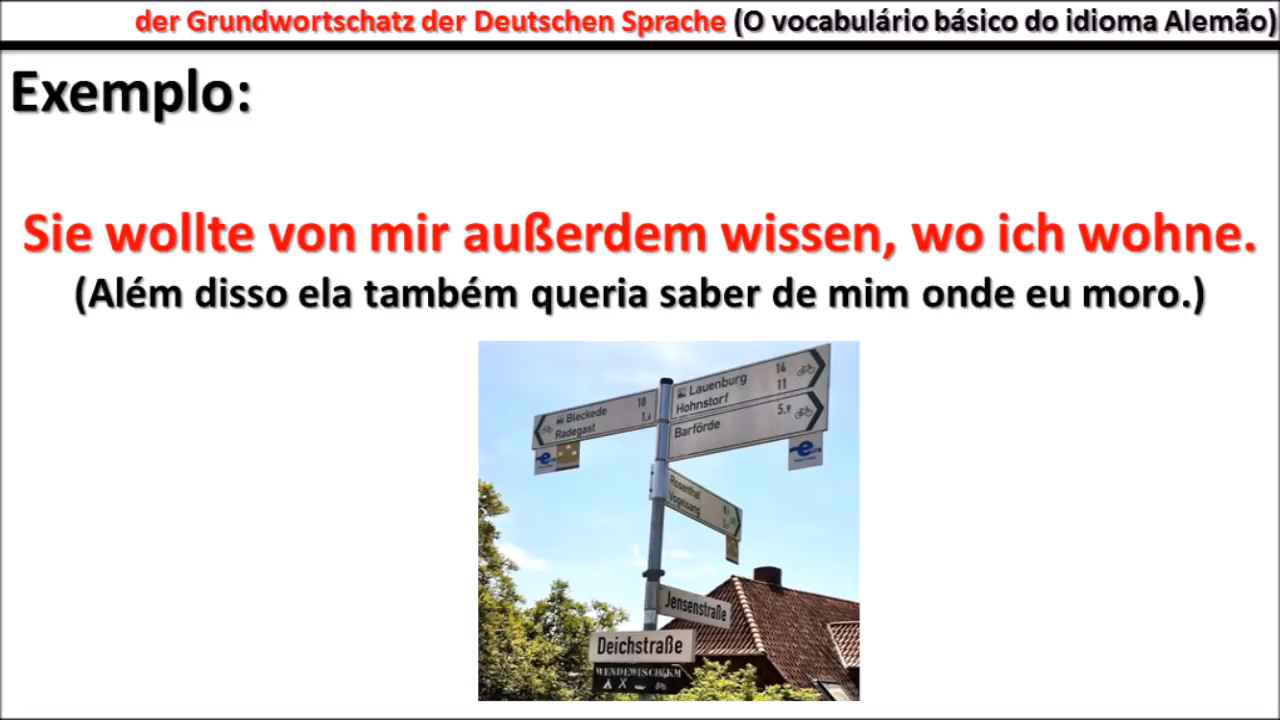 der Grundwortschatz der Deutschen Sprache (O vocabulário básico do idioma Alemão)
Exemplo:
Sie wollte von mir außerdem wissen, wo ich wohne.
(Além disso ela também queria saber de mim onde eu moro.)
Lauenburg 14
Hohnstorf 11
Bleckede 10
Radegast
Barförde 5,9
Rosenthal
Vogelsang
Jensenstraße
Deichstraße